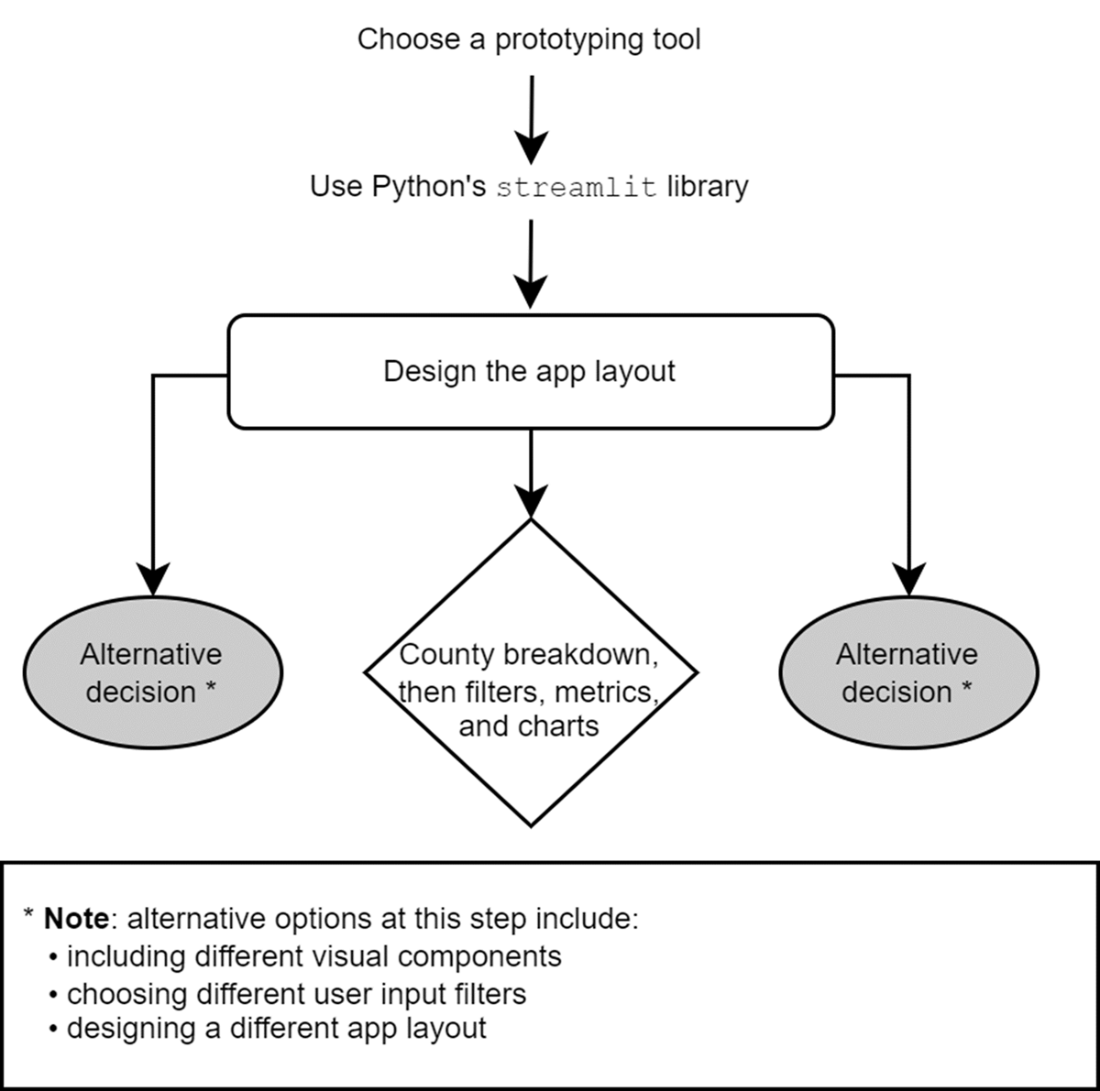 Choose a prototyping tool
Use Python's streamlit library
Design the app layout
Alternative
decision *
County breakdown,
then filters, metrics,
and charts
Alternative
decision *
* Note: alternative options at this step include:
• including different visual components
• choosing different user input filters
• designing a different app layout